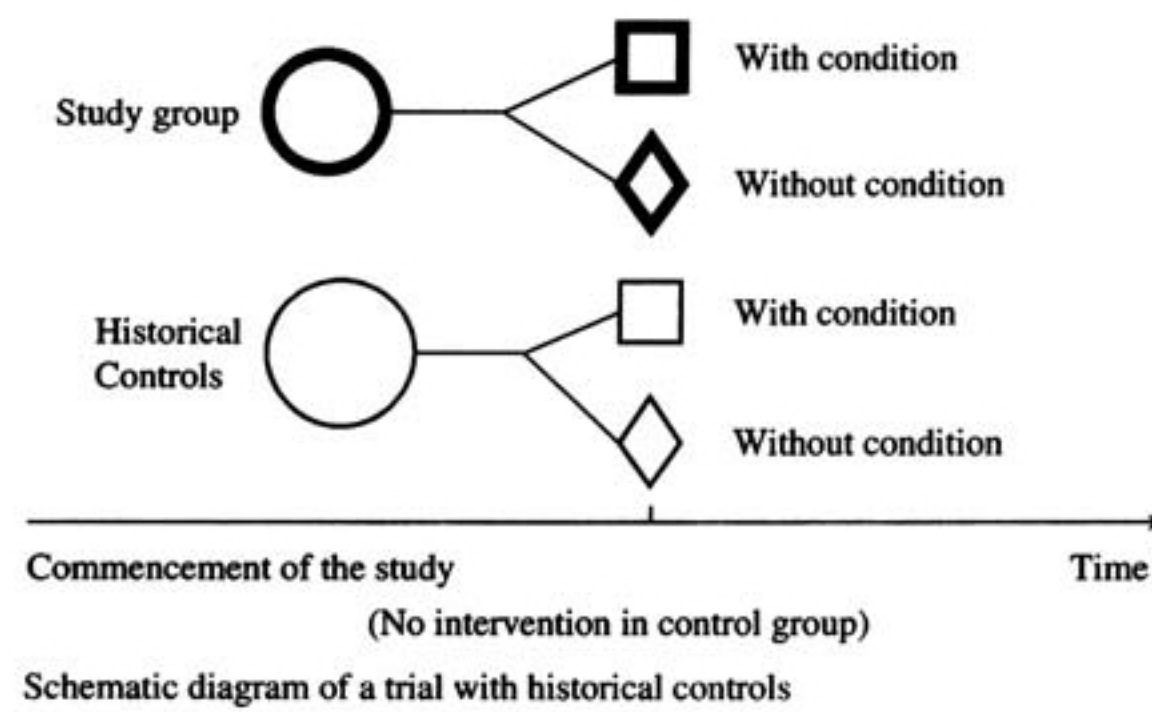 With condition
Study group
Without condition
Historical
Controls
With condition
Without condition
Commencement of the study
Time
(No intervention in control group)
Schematic diagram of a trial with historical controls